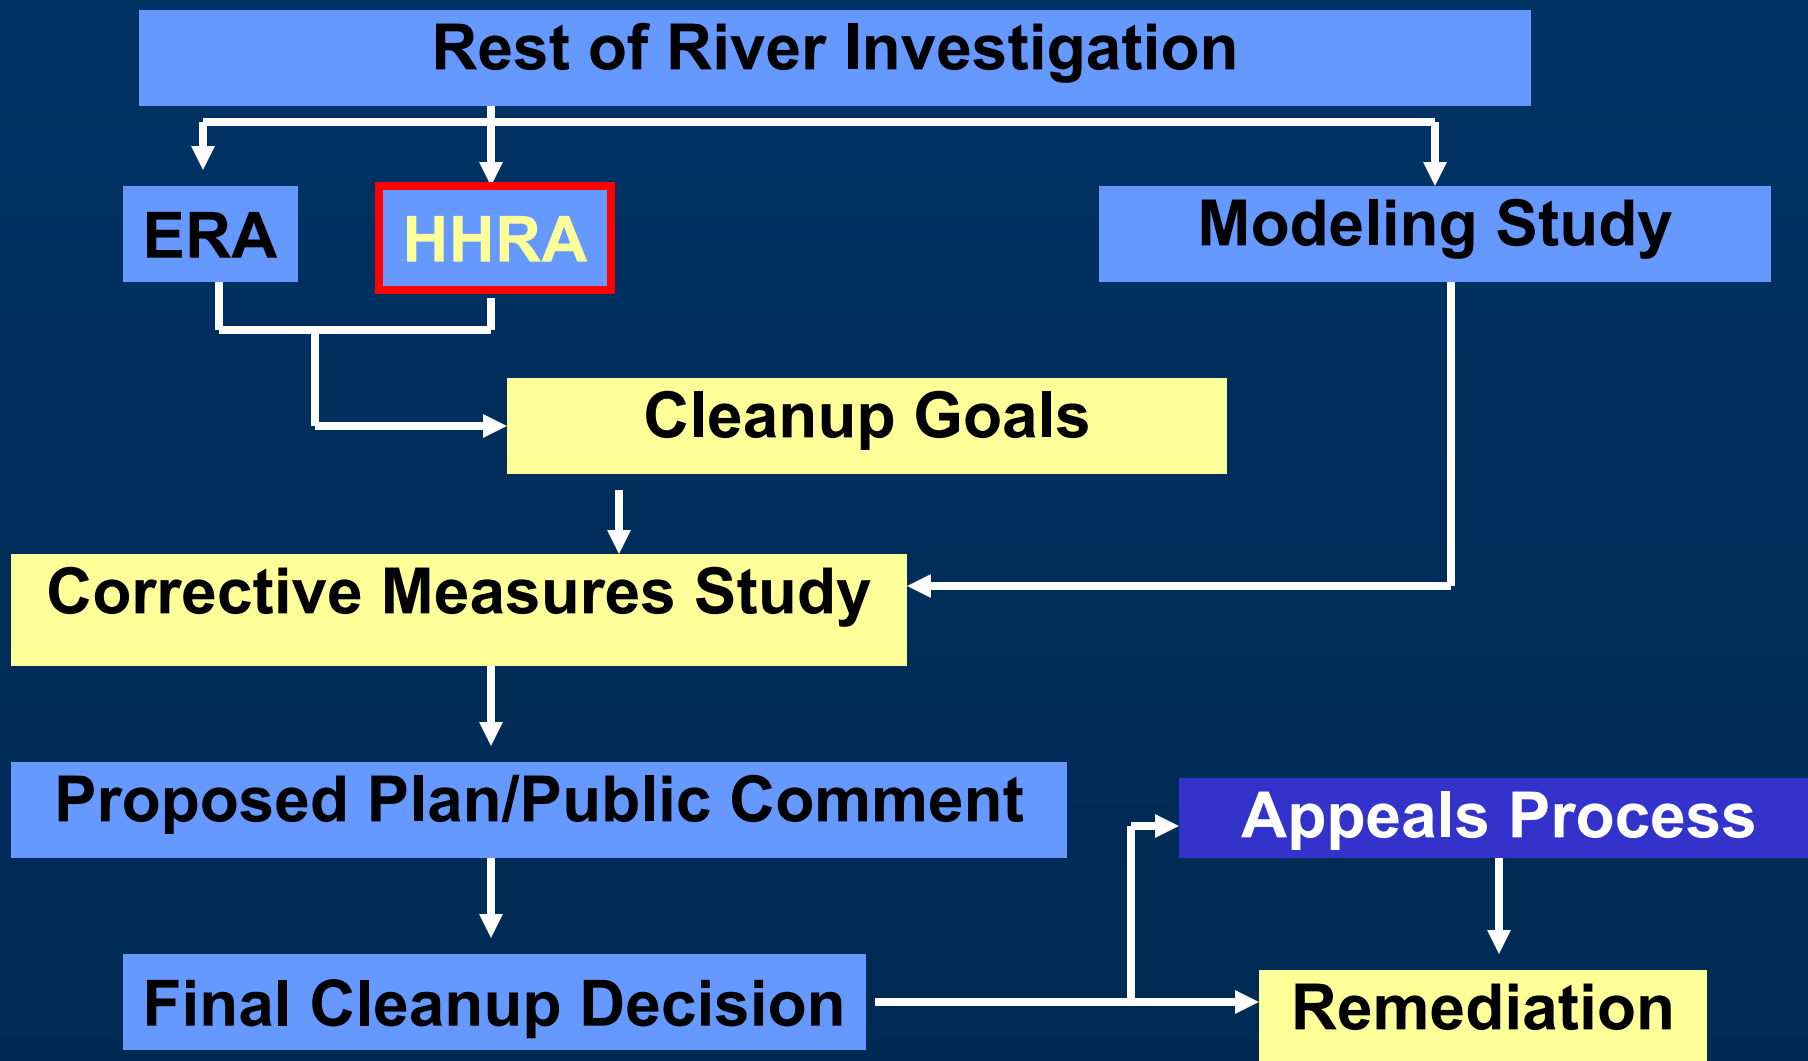 Rest of River Investigation
ERA
HHRA
Modeling Study
Cleanup Goals
Corrective Measures Study
Proposed Plan/Public Comment
Appeals Process
Final Cleanup Decision
Remediation